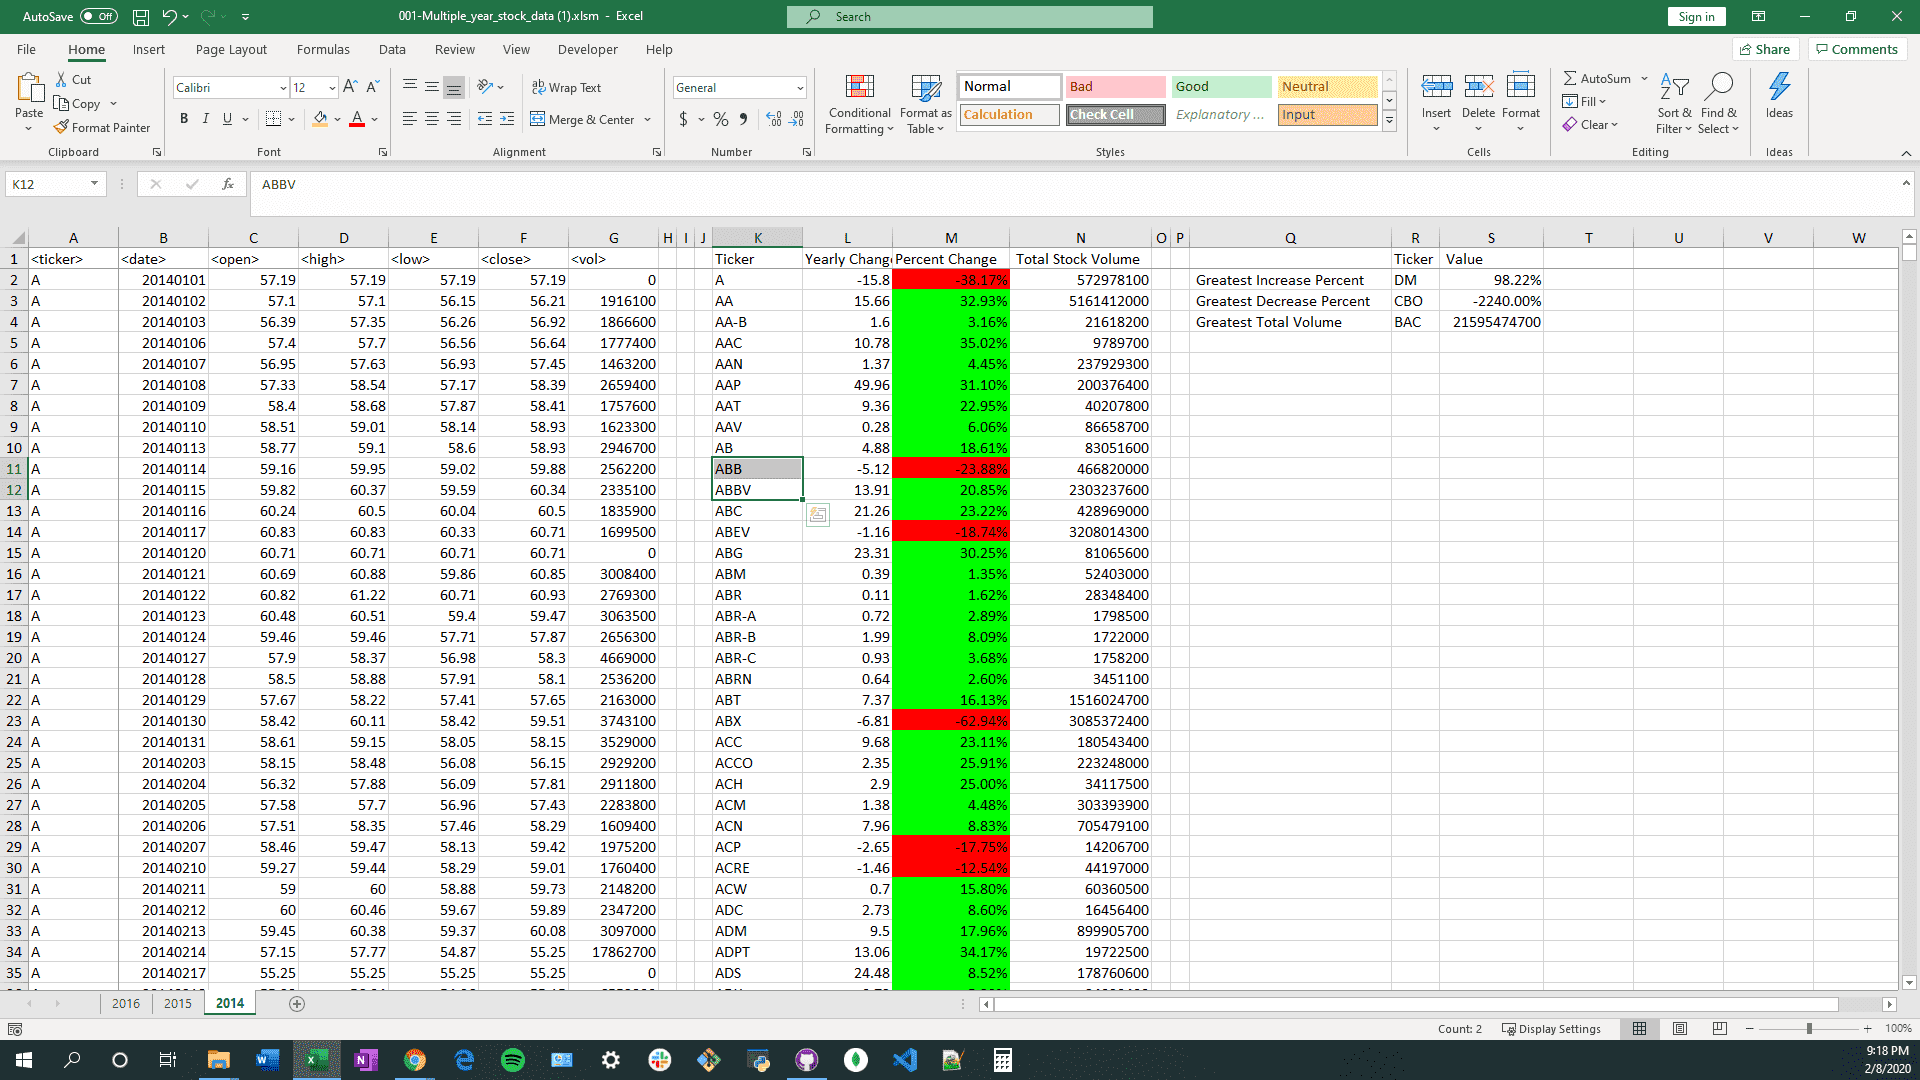 AutoSave Off 001-Multiple_year_stock_data (1).xlsm - Excel Search Sign in
File Home Insert Page Layout Formulas Data Review View Developer Help Share Comments
Cut
Copy
Format Painter
Paste
Calibri 12
B I U
Wrap Text
Merge & Center
General
$ %
Conditional Formatting
Format as Table
Normal Bad Good Neutral
Calculation Check Cell Explanatory ... Input
Insert Delete Format
AutoSum
Fill
Clear
Sort & Filter
Find & Select
Ideas
Clipboard Font Alignment Number Styles Cells Editing Ideas
K12 fx ABBV
A B C D E F G H I J K L M N O P Q R S T U V W
1 <ticker> <date> <open> <high> <low> <close> <vol> Ticker Yearly Chang Percent Change Total Stock Volume Ticker Value
2 A 20140101 57.19 57.19 57.19 57.19 0 A -15.8 -38.17% 572978100 Greatest Increase Percent DM 98.22%
3 A 20140102 57.1 57.1 56.15 56.21 1916100 AA 15.66 32.93% 5161412000 Greatest Decrease Percent CBO -2240.00%
4 A 20140103 56.39 57.35 56.26 56.92 1866600 AA-B 1.6 3.16% 21618200 Greatest Total Volume BAC 21595474700
5 A 20140106 57.4 57.7 56.56 56.64 1777400 AAC 10.78 35.02% 9789700
6 A 20140107 56.95 57.63 56.93 57.45 1463200 AAN 1.37 4.45% 237929300
7 A 20140108 57.33 58.54 57.17 58.39 2659400 AAP 49.96 31.10% 200376400
8 A 20140109 58.4 58.68 57.87 58.41 1757600 AAT 9.36 22.95% 40207800
9 A 20140110 58.51 59.01 58.14 58.93 1623300 AAV 0.28 6.06% 86658700
10 A 20140113 58.77 59.1 58.6 58.93 2946700 AB 4.88 18.61% 83051600
11 A 20140114 59.16 59.95 59.02 59.88 2562200 ABB -5.12 -23.88% 466820000
12 A 20140115 59.82 60.37 59.59 60.34 2335100 ABBV 13.91 20.85% 2303237600
13 A 20140116 60.24 60.5 60.04 60.5 1835900 ABC 21.26 23.22% 428969000
14 A 20140117 60.83 60.83 60.33 60.71 1699500 ABEV -1.16 -18.74% 3208014300
15 A 20140120 60.71 60.71 60.71 60.71 0 ABG 23.31 30.25% 81065600
16 A 20140121 60.69 60.88 59.86 60.85 3008400 ABM 0.39 1.35% 52403000
17 A 20140122 60.82 61.22 60.71 60.93 2769300 ABR 0.11 1.62% 28348400
18 A 20140123 60.48 60.51 59.4 59.47 3063500 ABR-A 0.72 2.89% 1798500
19 A 20140124 59.46 59.46 57.71 57.87 2656300 ABR-B 1.99 8.09% 1722000
20 A 20140127 57.9 58.37 56.98 58.3 4669000 ABR-C 0.93 3.68% 1758200
21 A 20140128 58.5 58.88 57.91 58.1 2536200 ABRN 0.64 2.60% 3451100
22 A 20140129 57.67 58.22 57.41 57.65 2163000 ABT 7.37 16.13% 1516024700
23 A 20140130 58.42 60.11 58.42 59.51 3743100 ABX -6.81 -62.94% 3085372400
24 A 20140131 58.61 59.15 58.05 58.15 3529000 ACC 9.68 23.11% 180543400
25 A 20140203 58.15 58.48 56.08 56.15 2929200 ACCO 2.35 25.91% 223248000
26 A 20140204 56.32 57.88 56.09 57.81 2911800 ACH 2.9 25.00% 34117500
27 A 20140205 57.58 57.7 56.96 57.43 2283800 ACM 1.38 4.48% 303393900
28 A 20140206 57.51 58.35 57.46 58.29 1609400 ACN 7.96 8.83% 705479100
29 A 20140207 58.46 59.47 58.13 59.42 1975200 ACP -2.65 -17.75% 14206700
30 A 20140210 59.27 59.44 58.29 59.01 1760400 ACRE -1.46 -12.54% 44197000
31 A 20140211 59 60 58.88 59.73 2148200 ACW 0.7 15.80% 60360500
32 A 20140212 60 60.46 59.67 59.89 2347200 ADC 2.73 8.60% 16456400
33 A 20140213 59.45 60.38 59.37 60.08 3097000 ADM 9.5 17.96% 899905700
34 A 20140214 57.15 57.77 54.87 55.25 17862700 ADPT 13.06 34.17% 19722500
35 A 20140217 55.25 55.25 55.25 55.25 0 ADS 24.48 8.52% 178760600
2016 2015 2014
Count: 2 Display Settings 100%
9:18 PM
2/8/2020